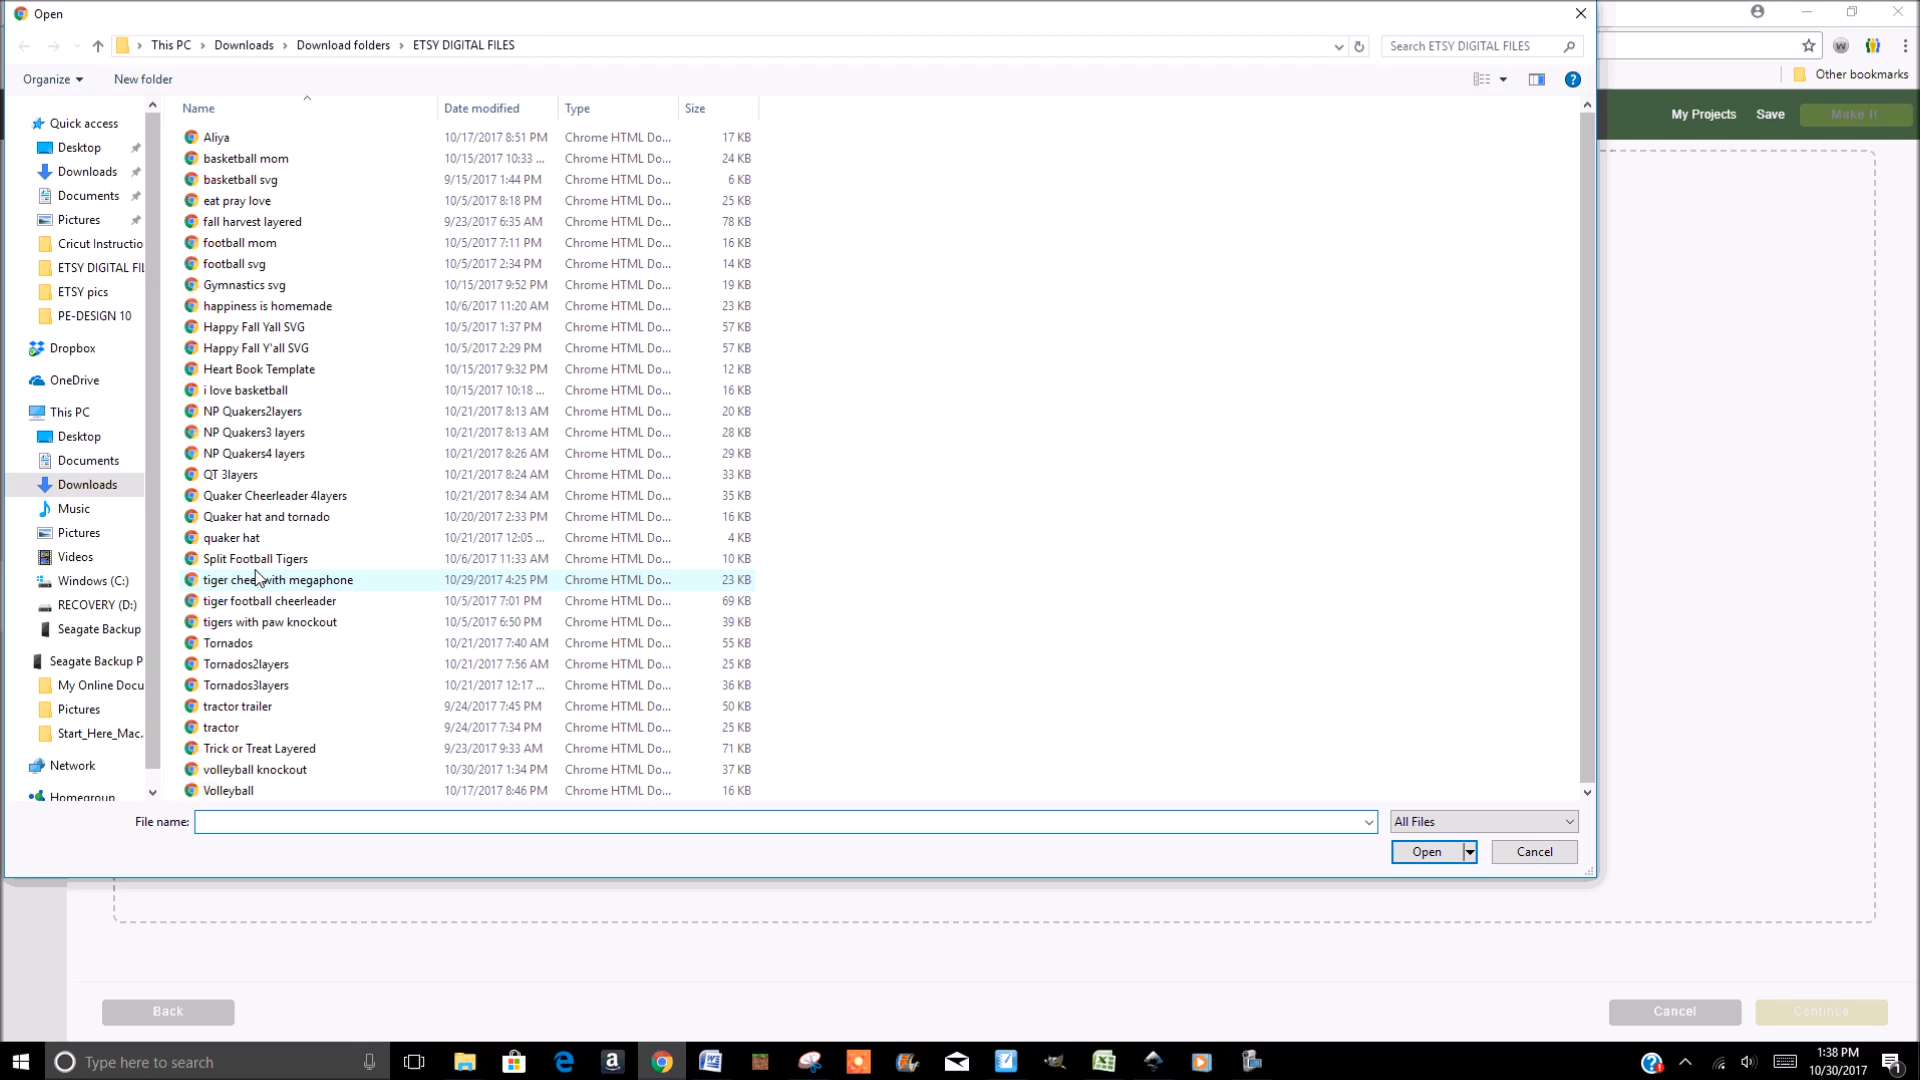 Open
This PC > Downloads > Download folders > ETSY DIGITAL FILES
Search ETSY DIGITAL FILES
Other bookmarks
Organize
New folder
My Projects Save Make It
Name Date modified Type Size
Quick access
Desktop
Downloads
Documents
Pictures
Cricut Instructio
ETSY DIGITAL FIL
ETSY pics
PE-DESIGN 10
Dropbox
OneDrive
This PC
Desktop
Documents
Downloads
Music
Pictures
Videos
Windows (C:)
RECOVERY (D:)
Seagate Backup
Seagate Backup P
My Online Docu
Pictures
Start_Here_Mac.
Network
Homegroup
Aliya 10/17/2017 8:51 PM Chrome HTML Do... 17 KB
basketball mom 10/15/2017 10:33 ... Chrome HTML Do... 24 KB
basketball svg 9/15/2017 1:44 PM Chrome HTML Do... 6 KB
eat pray love 10/5/2017 8:18 PM Chrome HTML Do... 25 KB
fall harvest layered 9/23/2017 6:35 AM Chrome HTML Do... 78 KB
football mom 10/5/2017 7:11 PM Chrome HTML Do... 16 KB
football svg 10/5/2017 2:34 PM Chrome HTML Do... 14 KB
Gymnastics svg 10/15/2017 9:52 PM Chrome HTML Do... 19 KB
happiness is homemade 10/6/2017 11:20 AM Chrome HTML Do... 23 KB
Happy Fall Yall SVG 10/5/2017 1:37 PM Chrome HTML Do... 57 KB
Happy Fall Y'all SVG 10/5/2017 2:29 PM Chrome HTML Do... 57 KB
Heart Book Template 10/15/2017 9:32 PM Chrome HTML Do... 12 KB
i love basketball 10/15/2017 10:18 ... Chrome HTML Do... 16 KB
NP Quakers2layers 10/21/2017 8:13 AM Chrome HTML Do... 20 KB
NP Quakers3 layers 10/21/2017 8:13 AM Chrome HTML Do... 28 KB
NP Quakers4 layers 10/21/2017 8:26 AM Chrome HTML Do... 29 KB
QT 3layers 10/21/2017 8:24 AM Chrome HTML Do... 33 KB
Quaker Cheerleader 4layers 10/21/2017 8:34 AM Chrome HTML Do... 35 KB
Quaker hat and tornado 10/20/2017 2:33 PM Chrome HTML Do... 16 KB
quaker hat 10/21/2017 12:05 ... Chrome HTML Do... 4 KB
Split Football Tigers 10/6/2017 11:33 AM Chrome HTML Do... 10 KB
tiger cheer with megaphone 10/29/2017 4:25 PM Chrome HTML Do... 23 KB
tiger football cheerleader 10/5/2017 7:01 PM Chrome HTML Do... 69 KB
tigers with paw knockout 10/5/2017 6:50 PM Chrome HTML Do... 39 KB
Tornados 10/21/2017 7:40 AM Chrome HTML Do... 55 KB
Tornados2layers 10/21/2017 7:56 AM Chrome HTML Do... 25 KB
Tornados3layers 10/21/2017 12:17 ... Chrome HTML Do... 36 KB
tractor trailer 9/24/2017 7:45 PM Chrome HTML Do... 50 KB
tractor 9/24/2017 7:34 PM Chrome HTML Do... 25 KB
Trick or Treat Layered 9/23/2017 9:33 AM Chrome HTML Do... 71 KB
volleyball knockout 10/30/2017 1:34 PM Chrome HTML Do... 37 KB
Volleyball 10/17/2017 8:46 PM Chrome HTML Do... 16 KB
File name:
All Files
Open
Cancel
Back
Cancel
Continue
Type here to search
1:38 PM
10/30/2017